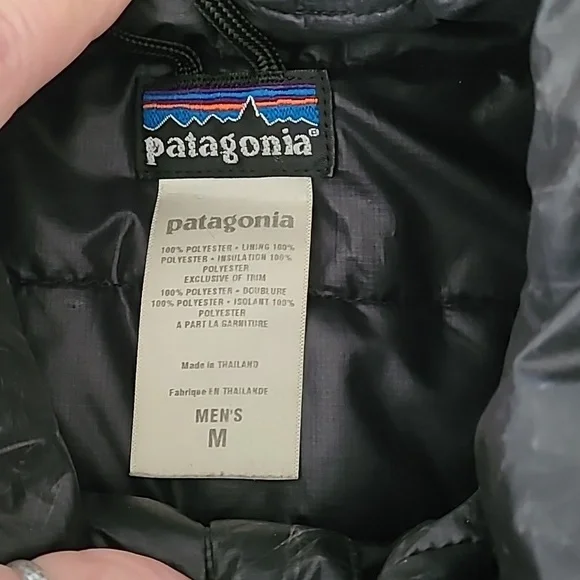 patagonia®
patagonia
100% POLYESTER • LINING 100%
POLYESTER • INSULATION 100%
POLYESTER
EXCLUSIVE OF TRIM
100% POLYESTER • DOUBLURE
100% POLYESTER • ISOLANT 100%
POLYESTER
A PART LA GARNITURE
Made in THAILAND
Fabrique EN THAILANDE
MEN'S
M